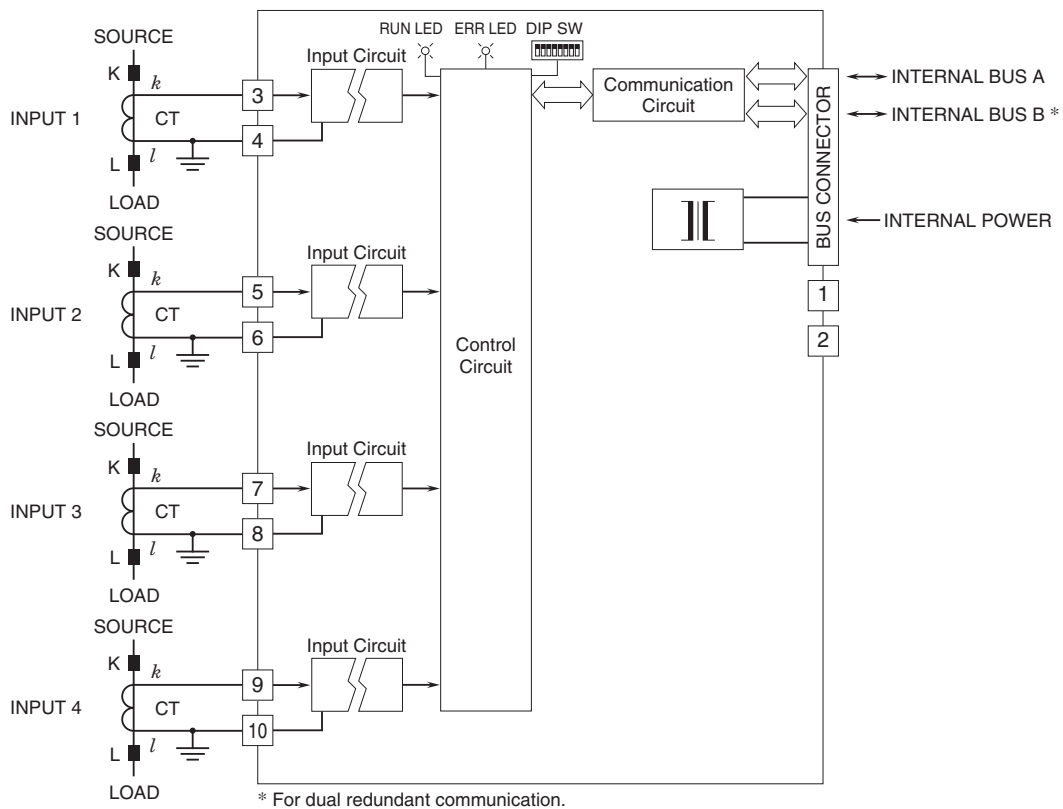 RUN LED ERR LED DIP SW
SOURCE
K
k
INPUT 1
CT
L
l
LOAD
3
4
Input Circuit
Communication
Circuit
BUS CONNECTOR
INTERNAL BUS A
INTERNAL BUS B *
INTERNAL POWER
1
2
SOURCE
K
k
INPUT 2
CT
L
l
LOAD
5
6
Input Circuit
Control
Circuit
SOURCE
K
k
INPUT 3
CT
L
l
LOAD
7
8
Input Circuit
SOURCE
K
k
INPUT 4
CT
L
l
LOAD
9
10
Input Circuit
* For dual redundant communication.